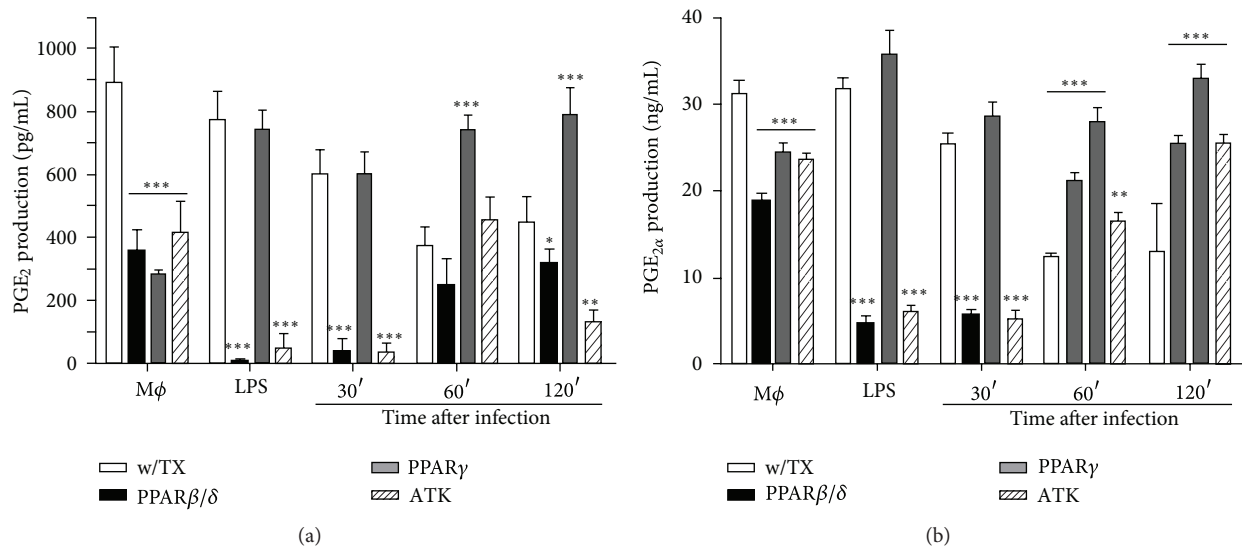 PGE₂ production (pg/mL)
1000
800
600
400
200
0
***
***
***
***
***
***
***
*
**
Mφ
LPS
30′
60′
120′
Time after infection
w/TX
PPARβ/δ
PPARγ
ATK
(a)
PGE₂α production (ng/mL)
40
30
20
10
0
***
***
***
***
***
***
**
***
Mφ
LPS
30′
60′
120′
Time after infection
w/TX
PPARβ/δ
PPARγ
ATK
(b)